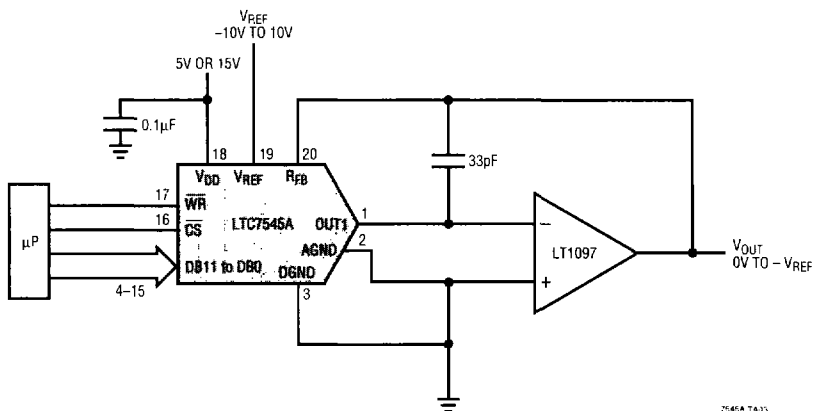 VREF
–10V TO 10V
5V OR 15V
0.1µF
18
19
20
VDD
VREF
RFB
33pF
17
WR
16
CS
LTC7545A
OUT1
1
AGND
2
µP
DB11 to DB0
DGND
4–15
3
–
+
LT1097
VOUT
0V TO – VREF
7545A TA03